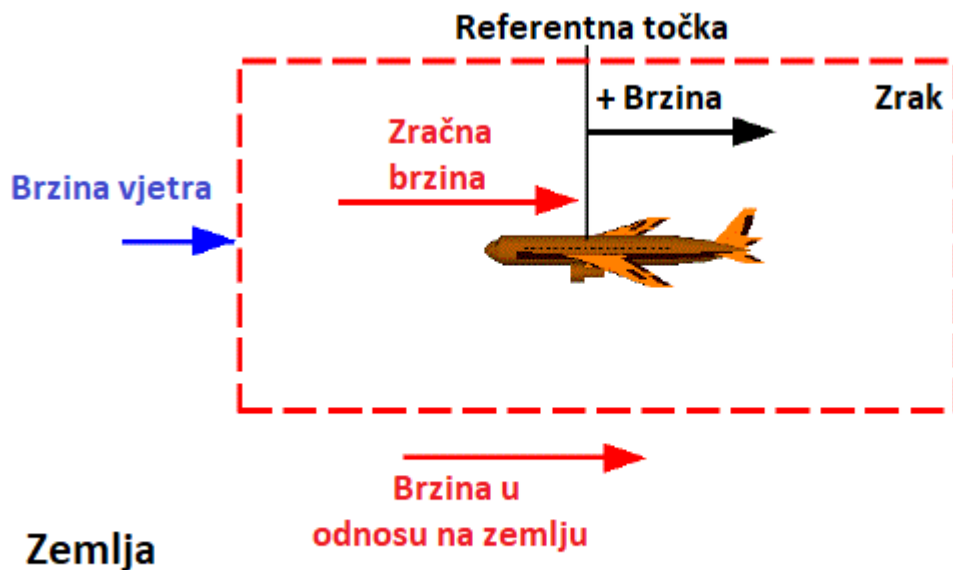 Referentna točka
+ Brzina
Zrak
Zračna
brzina
Brzina vjetra
Brzina u
odnosu na zemlju
Zemlja